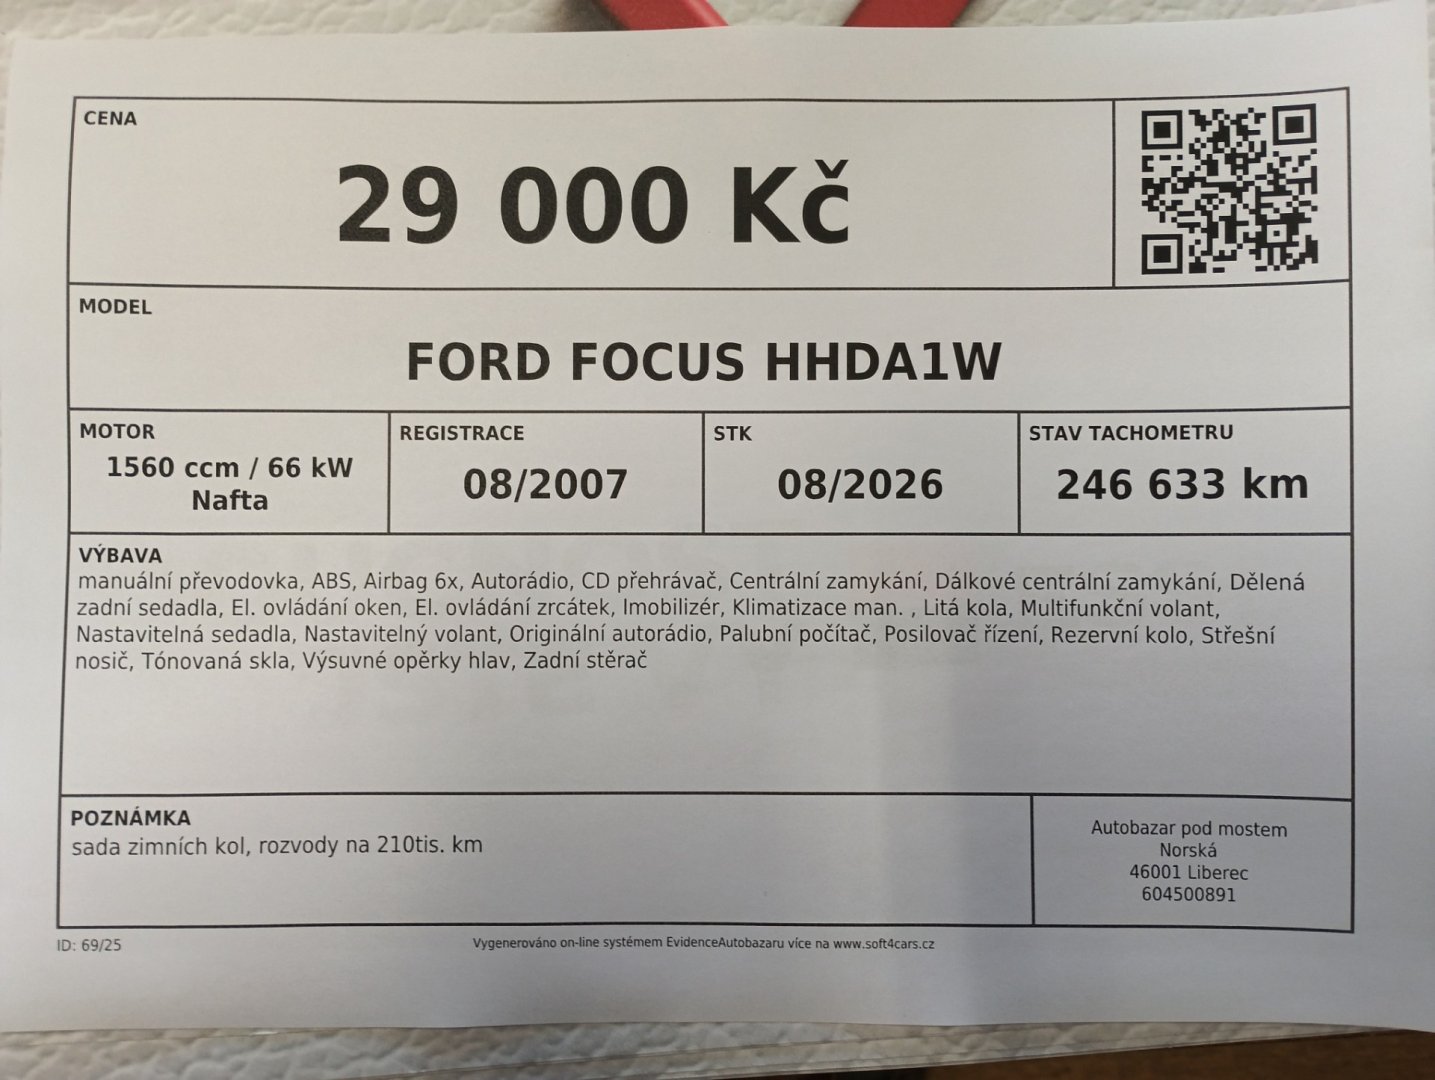 CENA
29 000 Kč
MODEL
FORD FOCUS HHDA1W
MOTOR
1560 ccm / 66 kW
Nafta
REGISTRACE
08/2007
STK
08/2026
STAV TACHOMETRU
246 633 km
VÝBAVA
manuální převodovka, ABS, Airbag 6x, Autorádio, CD přehrávač, Centrální zamykání, Dálkové centrální zamykání, Dělená
zadní sedadla, El. ovládání oken, El. ovládání zrcátek, Imobilizér, Klimatizace man. , Litá kola, Multifunkční volant,
Nastavitelná sedadla, Nastavitelný volant, Originální autorádio, Palubní počítač, Posilovač řízení, Rezervní kolo, Střešní
nosič, Tónovaná skla, Výsuvné opěrky hlav, Zadní stěrač
POZNÁMKA
sada zimních kol, rozvody na 210tis. km
Autobazar pod mostem
Norská
46001 Liberec
604500891
ID: 69/25
Vygenerováno on-line systémem EvidenceAutobazaru více na www.soft4cars.cz